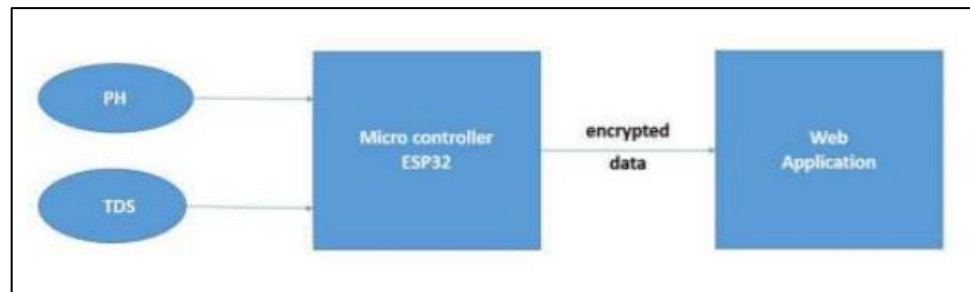 PH
TDS
Micro controller
ESP32
encrypted
data
Web
Application